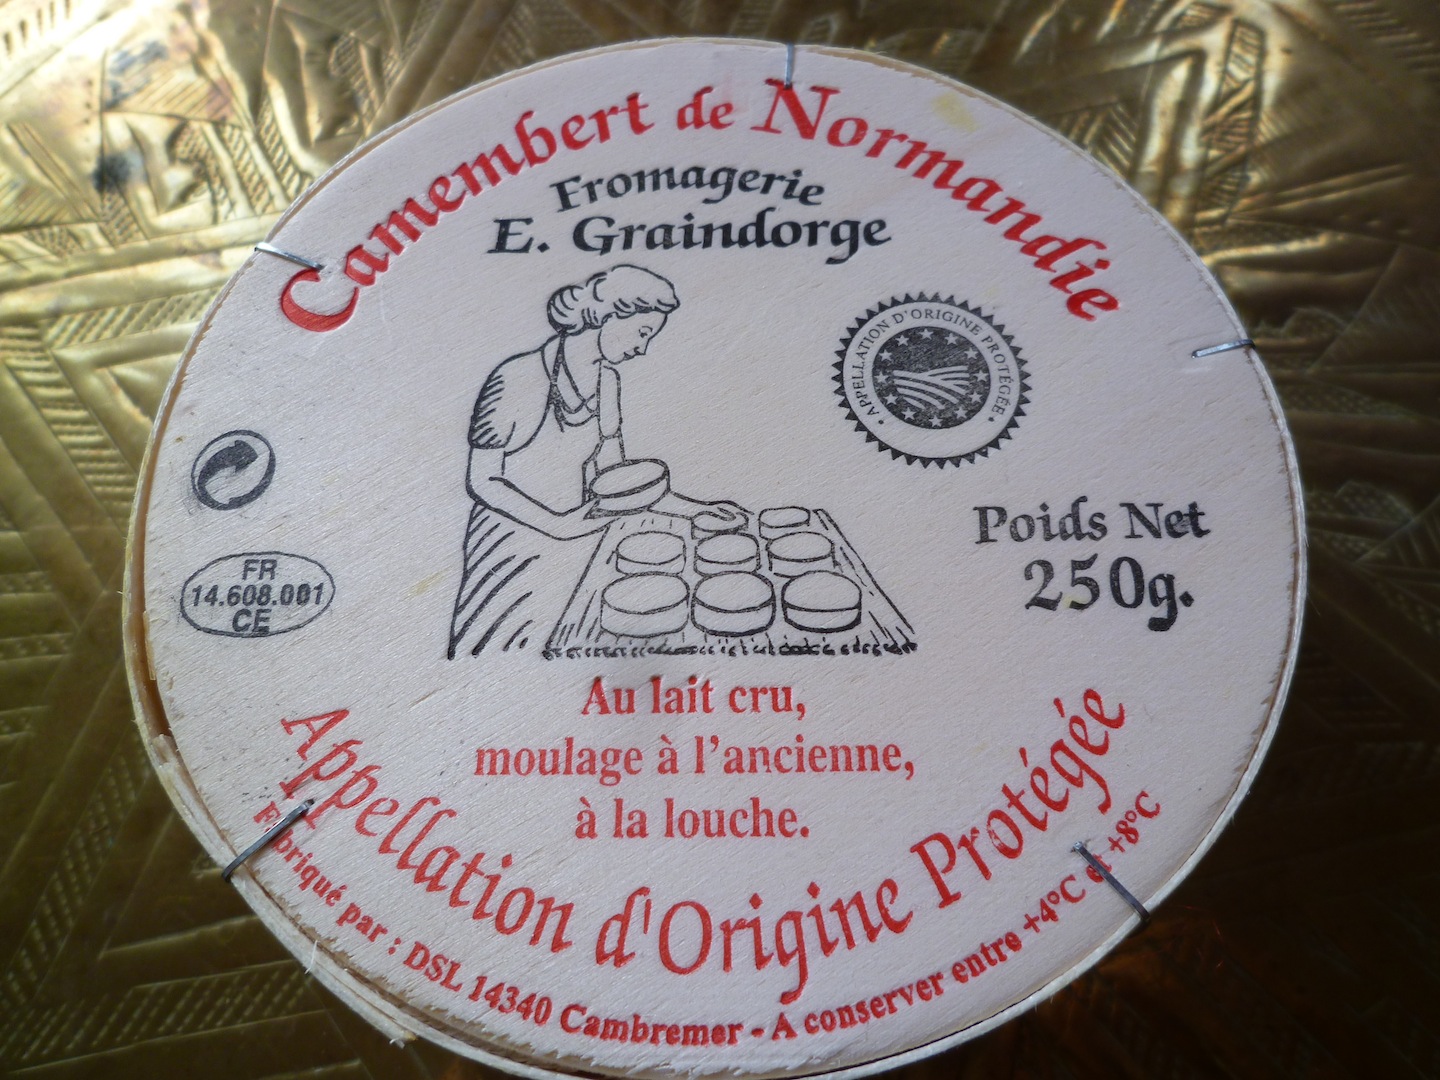 Camembert de Normandie
Fromagerie
E. Graindorge
APPELLATION D'ORIGINE PROTÉGÉE
FR
14.608.001
CE
Poids Net
250g.
Au lait cru,
moulage à l'ancienne,
à la louche.
Appellation d'Origine Protégée
Fabriqué par : DSL 14340 Cambremer - A conserver entre +4°C et +8°C